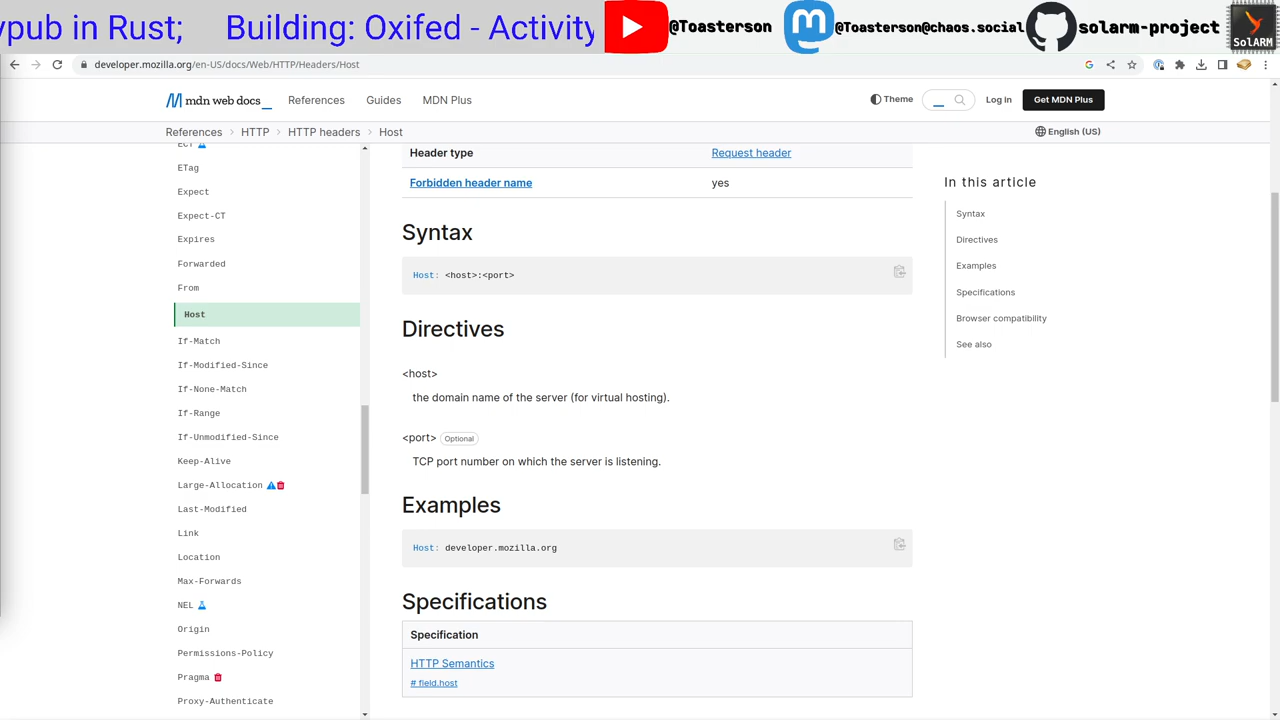 ypub in Rust;     Building: Oxifed - Activity
@Toasterson
@Toasterson@chaos.social
solarm-project
SolARM
developer.mozilla.org/en-US/docs/Web/HTTP/Headers/Host
mdn web docs_
References
Guides
MDN Plus
Theme
Log in
Get MDN Plus
References > HTTP > HTTP headers > Host
English (US)
ECT
ETag
Expect
Expect-CT
Expires
Forwarded
From
Host
If-Match
If-Modified-Since
If-None-Match
If-Range
If-Unmodified-Since
Keep-Alive
Large-Allocation
Last-Modified
Link
Location
Max-Forwards
NEL
Origin
Permissions-Policy
Pragma
Proxy-Authenticate
Header type Request header
Forbidden header name yes
Syntax
Host: <host>:<port>
Directives
<host>
the domain name of the server (for virtual hosting).
<port> Optional
TCP port number on which the server is listening.
Examples
Host: developer.mozilla.org
Specifications
Specification
HTTP Semantics
# field.host
In this article
Syntax
Directives
Examples
Specifications
Browser compatibility
See also